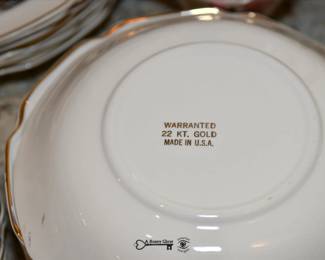 WARRANTED
22 KT. GOLD
MADE IN U.S.A.